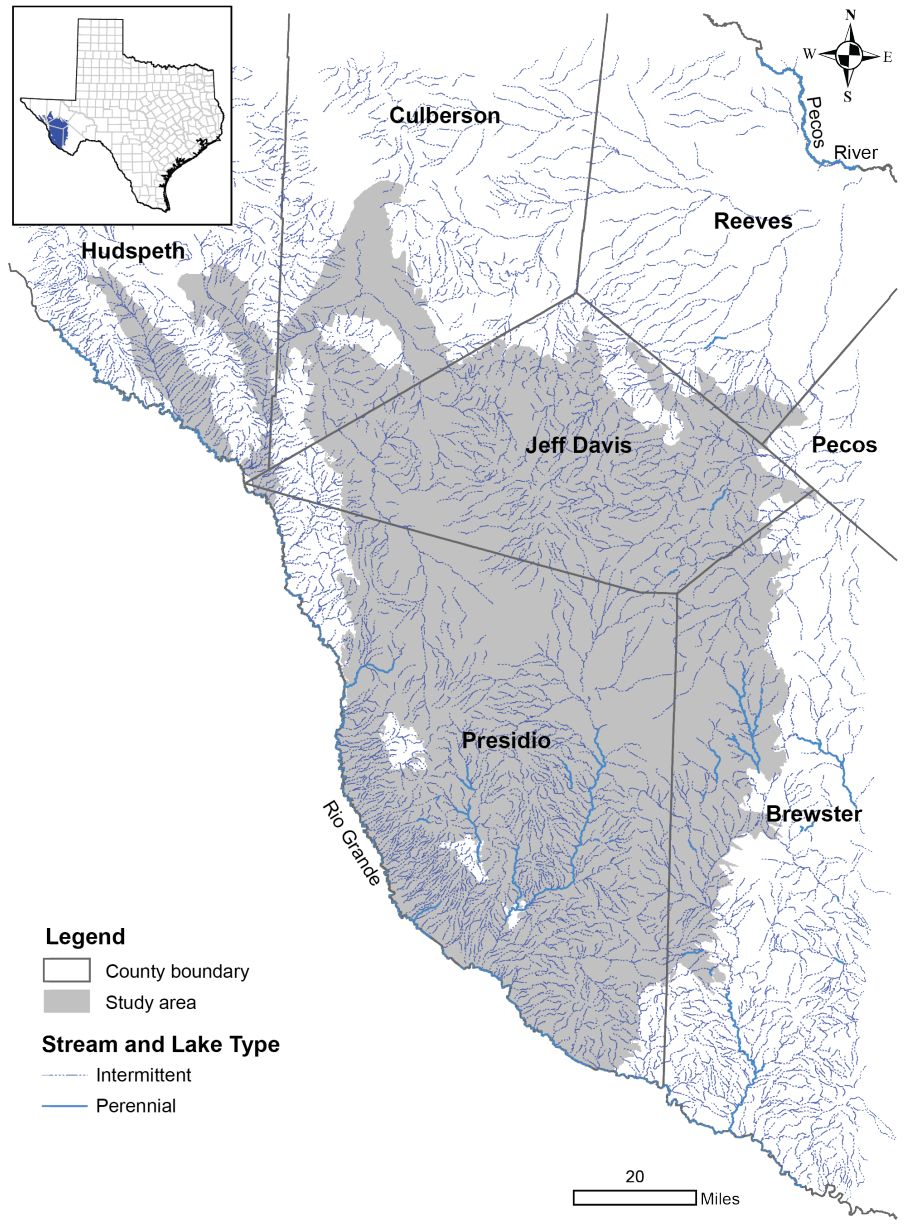 N
W
E
S
Culberson
Pecos
River
Reeves
Hudspeth
Jeff Davis
Pecos
Presidio
Brewster
Rio Grande
Legend
County boundary
Study area
Stream and Lake Type
Intermittent
Perennial
20
Miles